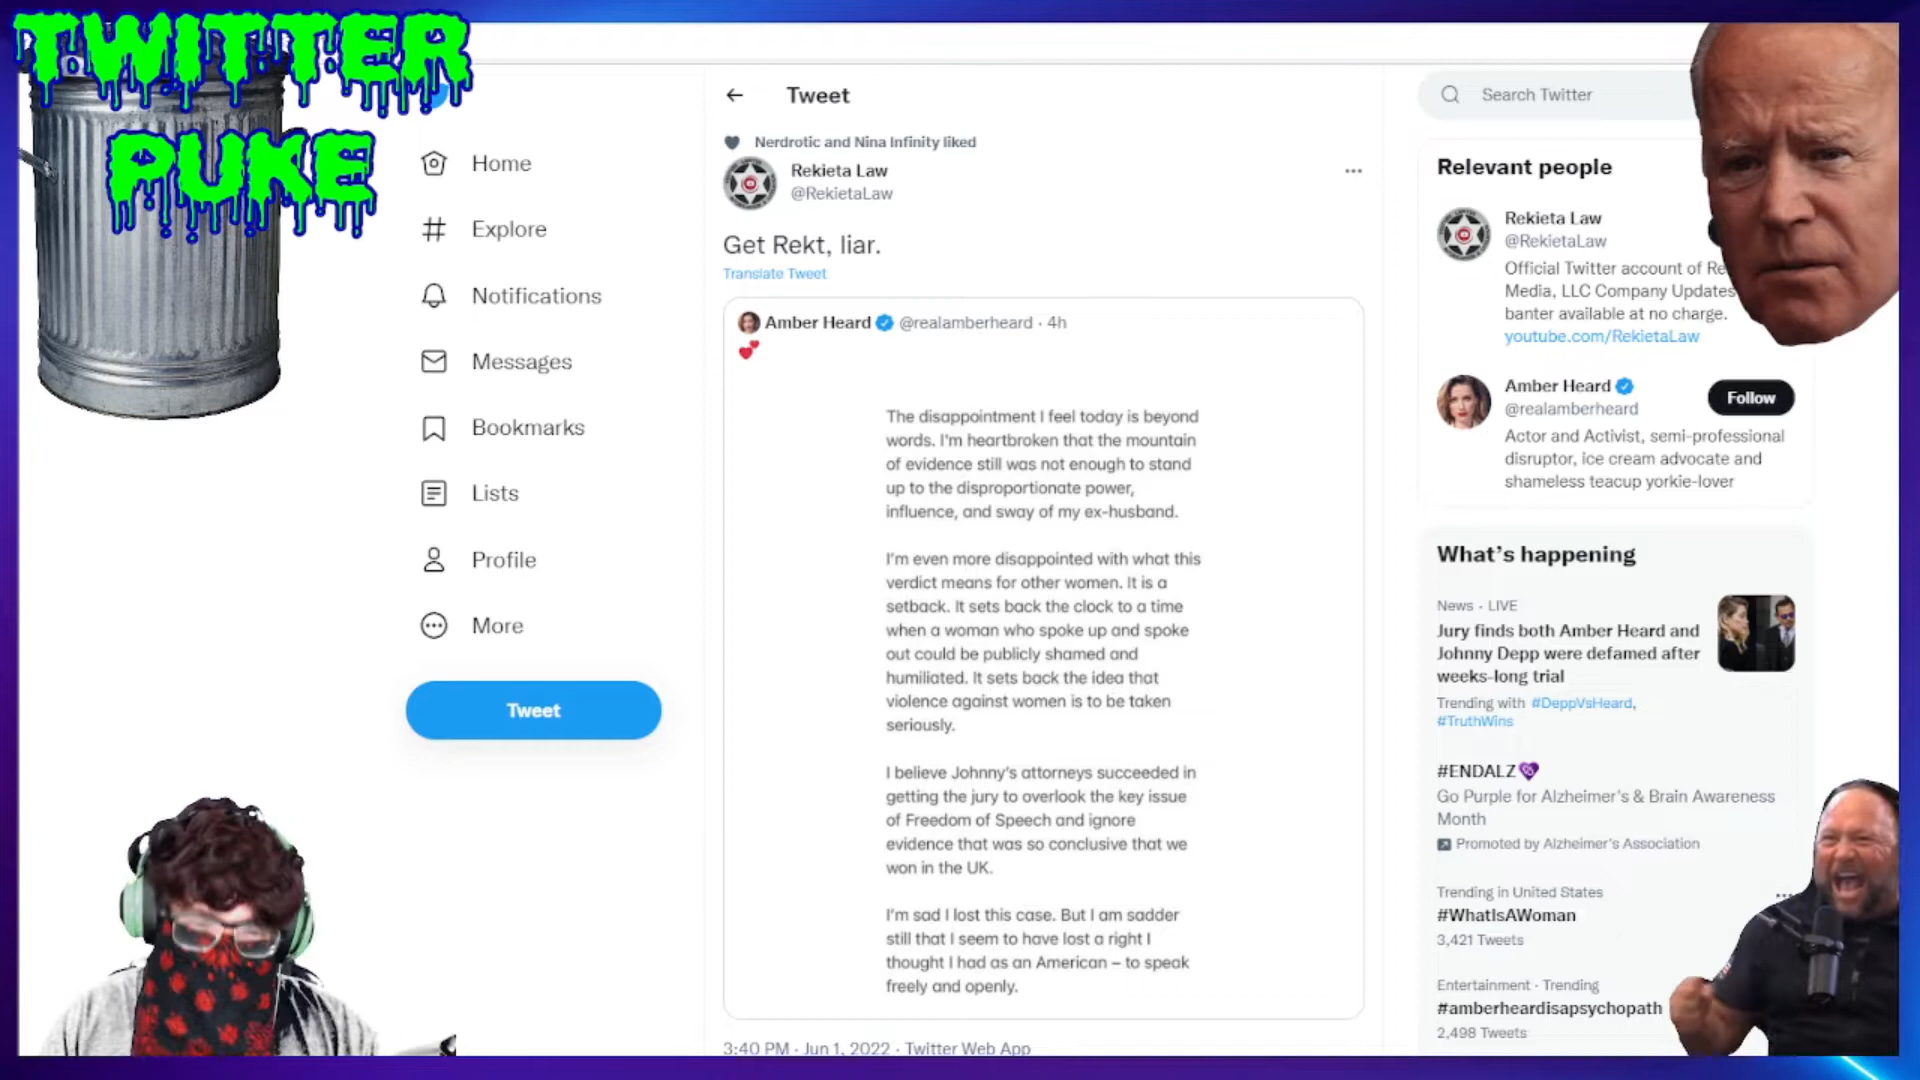 TWITTER
PUKE
Home
Explore
Notifications
Messages
Bookmarks
Lists
Profile
More
Tweet
Tweet
Nerdrotic and Nina Infinity liked
Rekieta Law
@RekietaLaw
Get Rekt, liar.
Translate Tweet
Amber Heard @realamberheard · 4h
The disappointment I feel today is beyond
words. I'm heartbroken that the mountain
of evidence still was not enough to stand
up to the disproportionate power,
influence, and sway of my ex-husband.
I'm even more disappointed with what this
verdict means for other women. It is a
setback. It sets back the clock to a time
when a woman who spoke up and spoke
out could be publicly shamed and
humiliated. It sets back the idea that
violence against women is to be taken
seriously.
I believe Johnny's attorneys succeeded in
getting the jury to overlook the key issue
of Freedom of Speech and ignore
evidence that was so conclusive that we
won in the UK.
I'm sad I lost this case. But I am sadder
still that I seem to have lost a right I
thought I had as an American – to speak
freely and openly.
3:40 PM · Jun 1, 2022 · Twitter Web App
Search Twitter
Relevant people
Rekieta Law
@RekietaLaw
Official Twitter account of Re
Media, LLC Company Updates
banter available at no charge.
youtube.com/RekietaLaw
Amber Heard
@realamberheard
Follow
Actor and Activist, semi-professional
disruptor, ice cream advocate and
shameless teacup yorkie-lover
What's happening
News · LIVE
Jury finds both Amber Heard and
Johnny Depp were defamed after
weeks-long trial
Trending with #DeppVsHeard,
#TruthWins
#ENDALZ
Go Purple for Alzheimer's & Brain Awareness
Month
Promoted by Alzheimer's Association
Trending in United States
#WhatIsAWoman
3,421 Tweets
Entertainment · Trending
#amberheardisapsychopath
2,498 Tweets